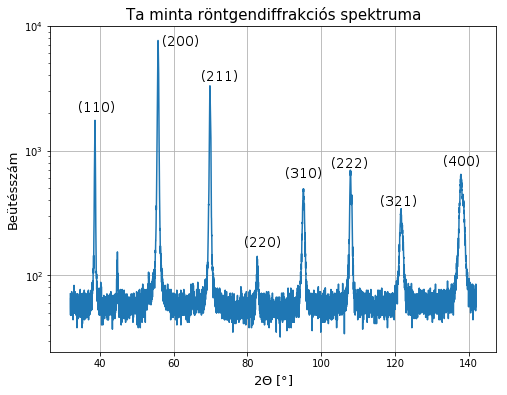 Ta minta röntgendiffrakciós spektruma
Beütésszám
10⁴
10³
10²
(110)
(200)
(211)
(220)
(310)
(222)
(321)
(400)
40 60 80 100 120 140
2Θ [°]